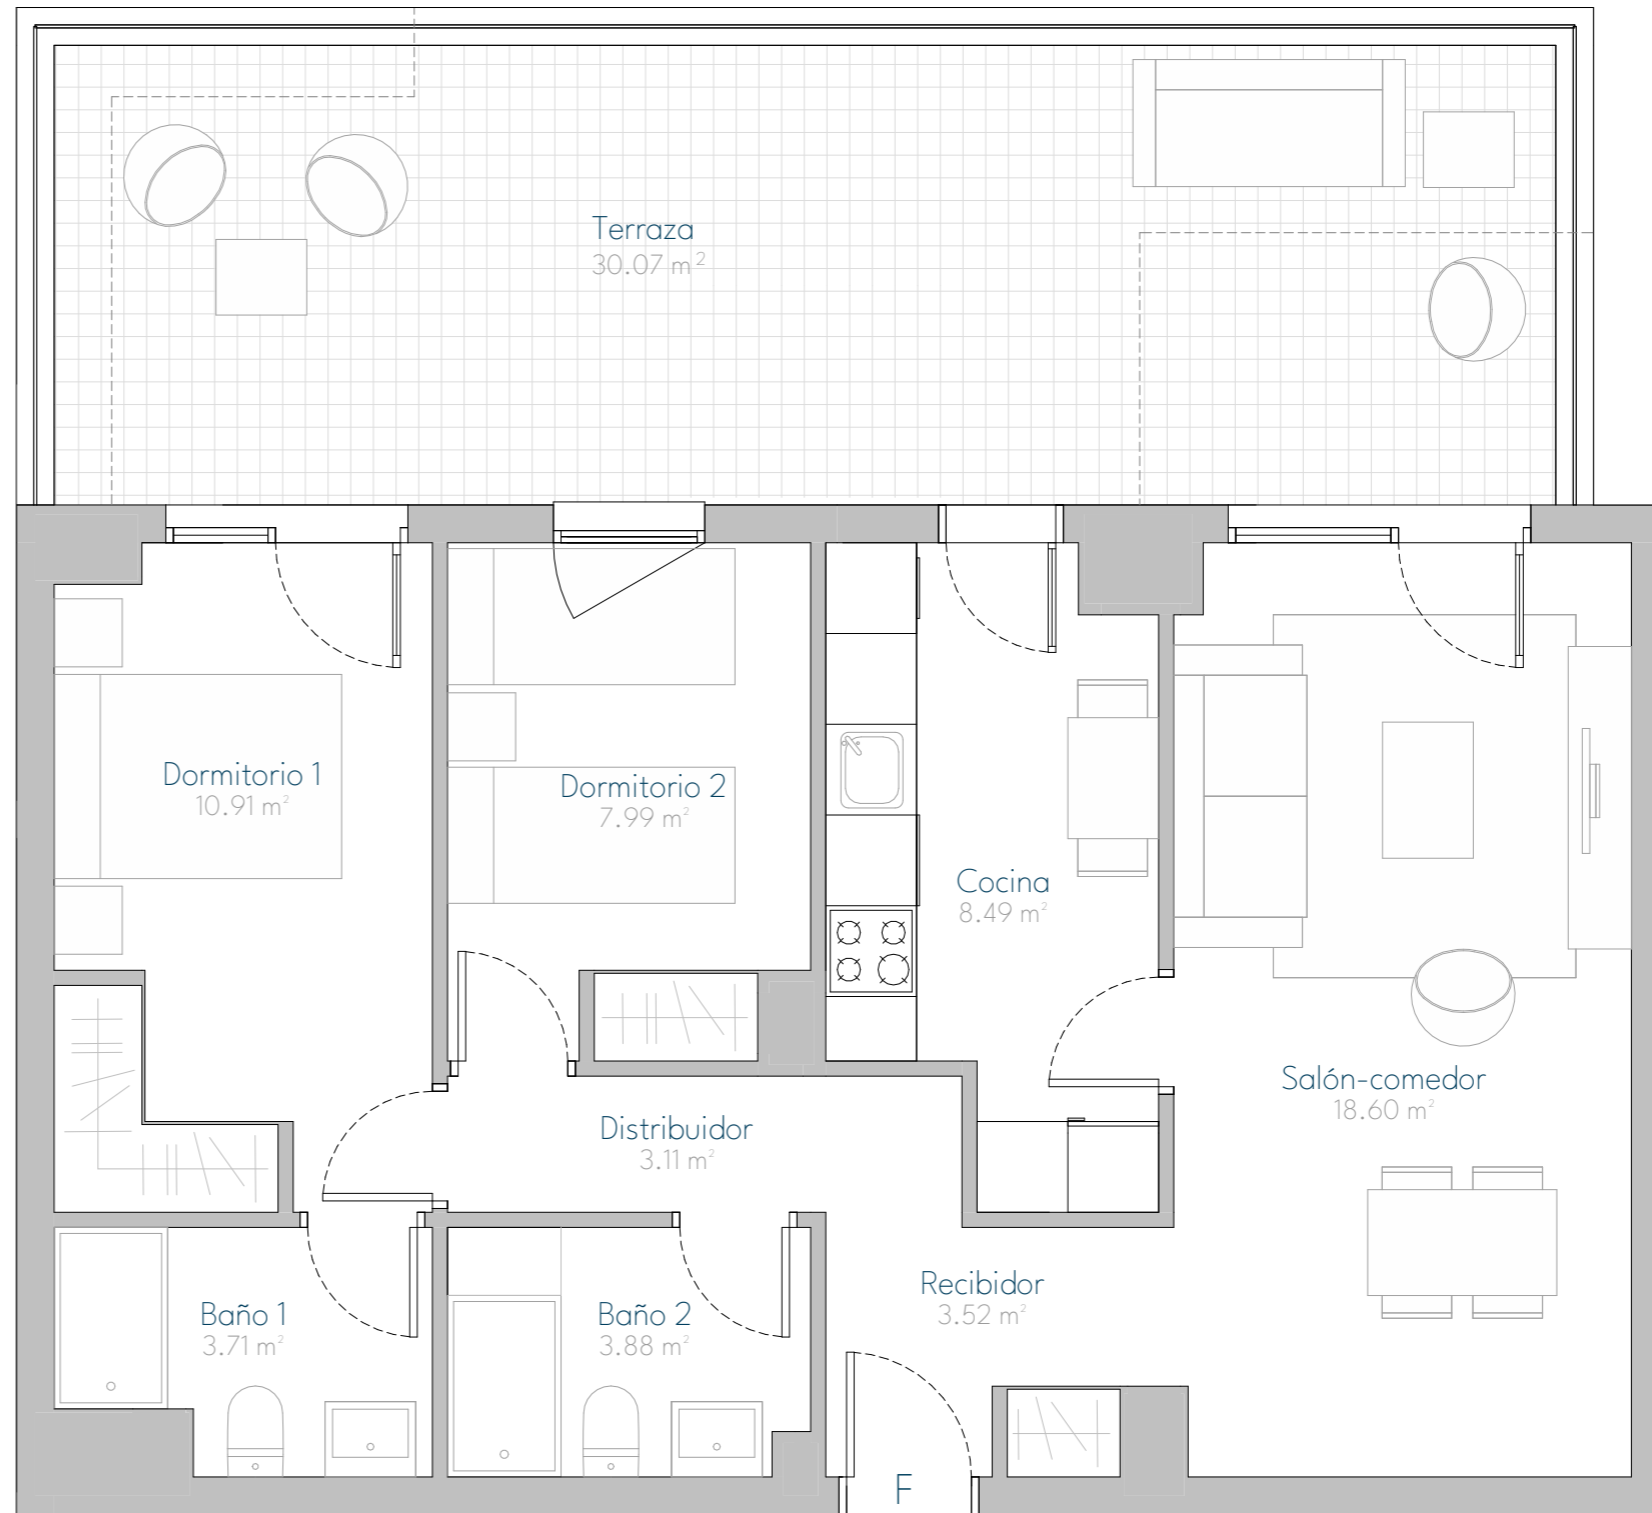 Terraza
30.07 m²
Dormitorio 1
10.91 m²
Dormitorio 2
7.99 m²
Cocina
8.49 m²
Salón-comedor
18.60 m²
Distribuidor
3.11 m²
Recibidor
3.52 m²
Baño 1
3.71 m²
Baño 2
3.88 m²
F